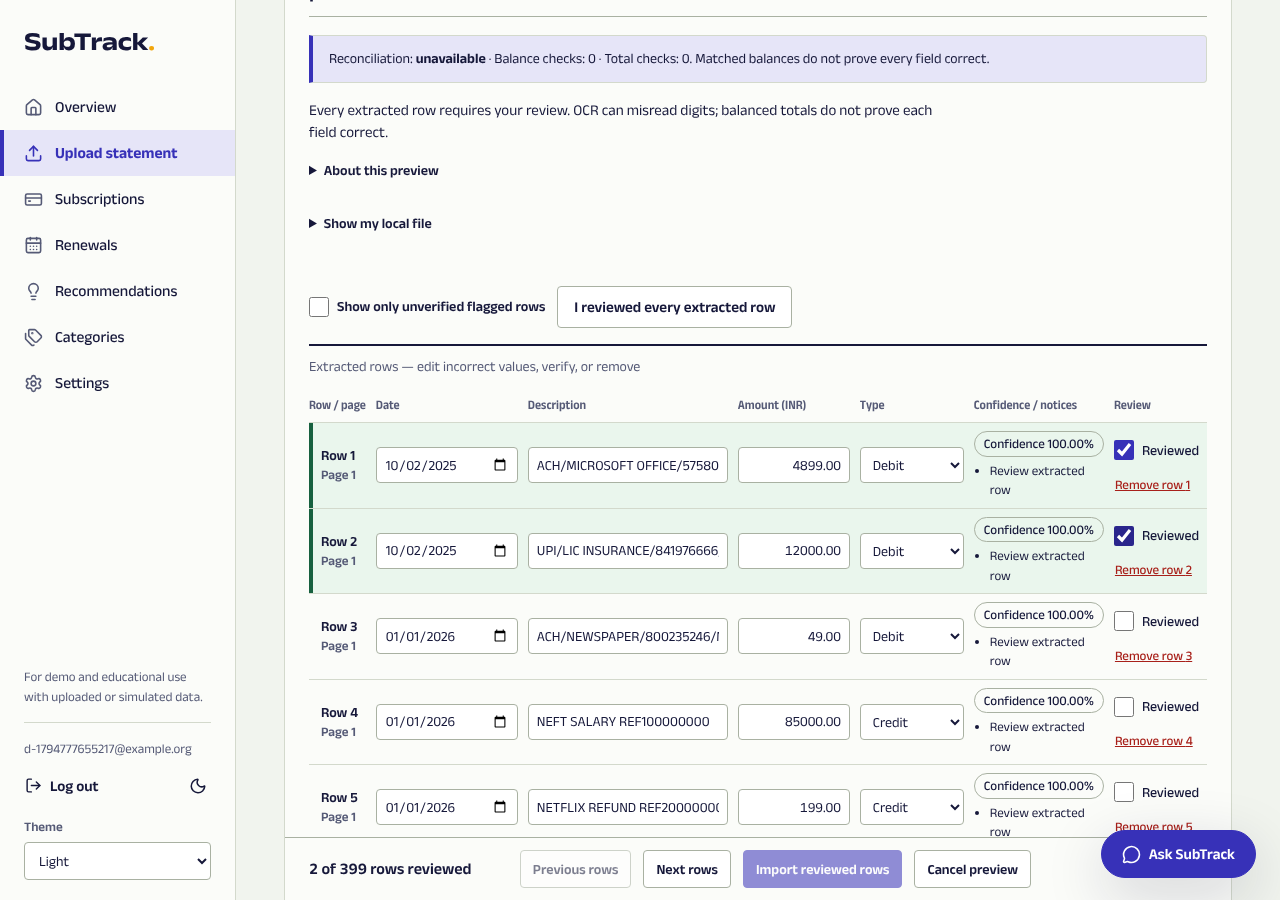 SubTrack.
Overview
Upload statement
Subscriptions
Renewals
Recommendations
Categories
Settings
For demo and educational use
with uploaded or simulated data.
d-1794777655217@example.org
Log out
Theme
Light
Reconciliation: unavailable · Balance checks: 0 · Total checks: 0. Matched balances do not prove every field correct.
Every extracted row requires your review. OCR can misread digits; balanced totals do not prove each
field correct.
About this preview
Show my local file
Show only unverified flagged rows
I reviewed every extracted row
Extracted rows — edit incorrect values, verify, or remove
Row / page Date Description Amount (INR) Type Confidence / notices Review
Row 1
Page 1
10/02/2025
ACH/MICROSOFT OFFICE/57580
4899.00
Debit
Confidence 100.00%
Review extracted
row
Reviewed
Remove row 1
Row 2
Page 1
10/02/2025
UPI/LIC INSURANCE/841976666
12000.00
Debit
Confidence 100.00%
Review extracted
row
Reviewed
Remove row 2
Row 3
Page 1
01/01/2026
ACH/NEWSPAPER/800235246/
49.00
Debit
Confidence 100.00%
Review extracted
row
Reviewed
Remove row 3
Row 4
Page 1
01/01/2026
NEFT SALARY REF100000000
85000.00
Credit
Confidence 100.00%
Review extracted
row
Reviewed
Remove row 4
Row 5
Page 1
01/01/2026
NETFLIX REFUND REF2000000
199.00
Credit
Confidence 100.00%
Review extracted
row
Reviewed
Remove row 5
2 of 399 rows reviewed
Previous rows
Next rows
Import reviewed rows
Cancel preview
Ask SubTrack